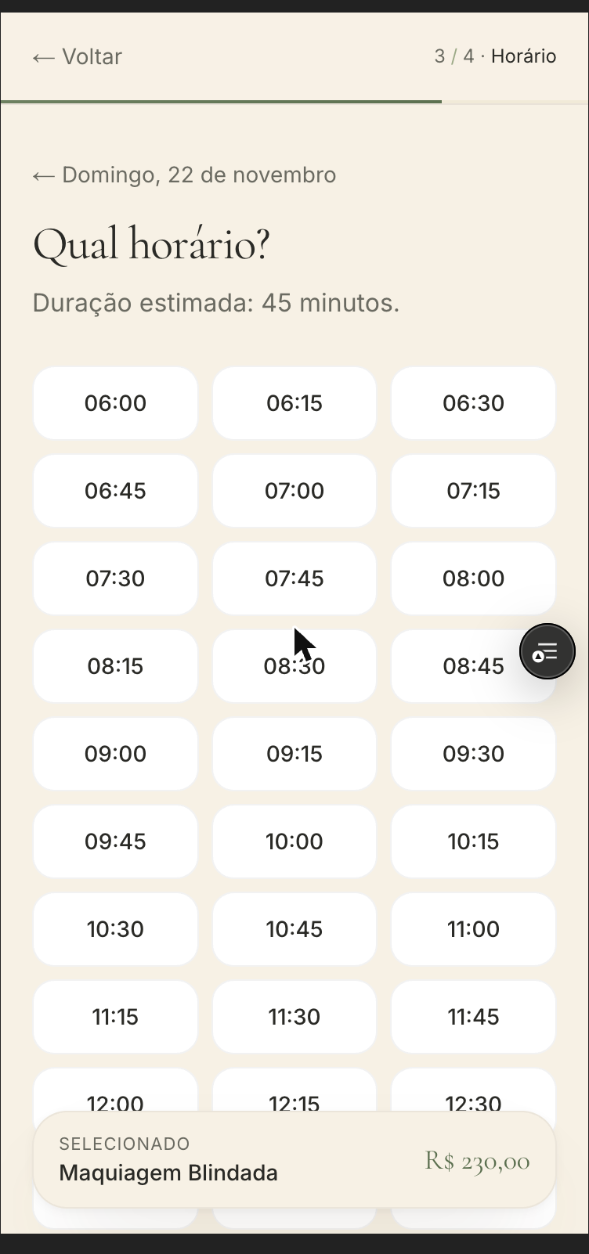 ← Voltar
3 / 4 · Horário
← Domingo, 22 de novembro
Qual horário?
Duração estimada: 45 minutos.
06:00 06:15 06:30
06:45 07:00 07:15
07:30 07:45 08:00
08:15 08:30 08:45
09:00 09:15 09:30
09:45 10:00 10:15
10:30 10:45 11:00
11:15 11:30 11:45
12:00 12:15 12:30
SELECIONADO
Maquiagem Blindada
R$ 230,00